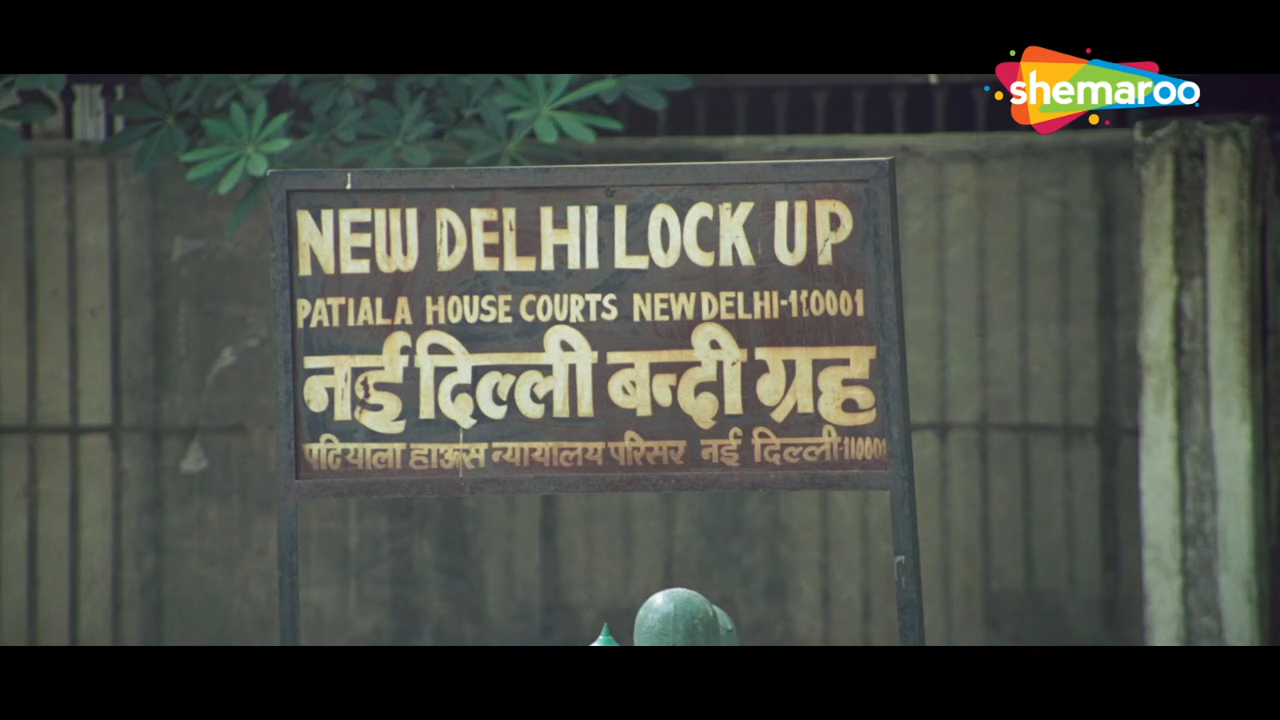 shemaroo
NEW DELHI LOCK UP
PATIALA HOUSE COURTS NEW DELHI-110001
नई दिल्ली बन्दी ग्रह
पटियाला हाऊस न्यायालय परिसर नई दिल्ली-110001